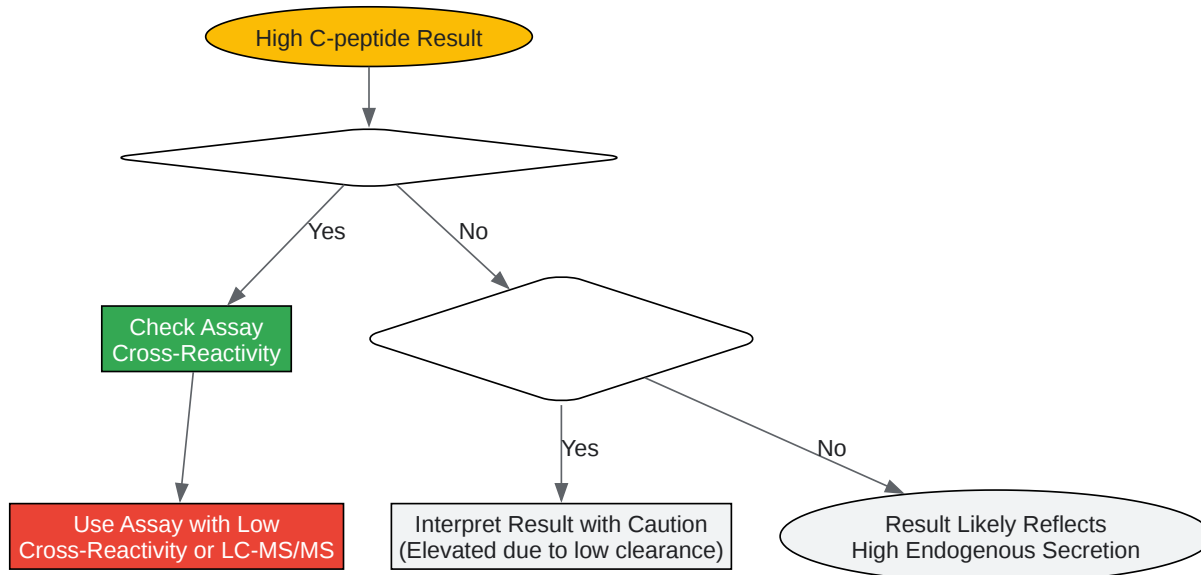 High C-peptide Result
Yes
No
Check Assay
Cross-Reactivity
Yes
No
Use Assay with Low
Cross-Reactivity or LC-MS/MS
Interpret Result with Caution
(Elevated due to low clearance)
Result Likely Reflects
High Endogenous Secretion